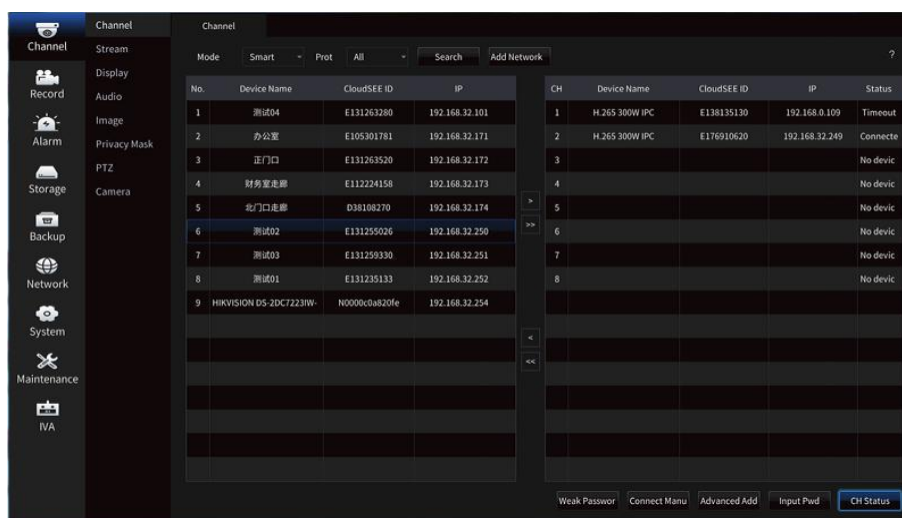 Channel
Record
Alarm
Storage
Backup
Network
System
Maintenance
IVA
Channel
Stream
Display
Audio
Image
Privacy Mask
PTZ
Camera
Channel
Mode Smart Prot All Search Add Network ?
No. Device Name CloudSEE ID IP
1 测试04 E131263280 192.168.32.101
2 办公室 E105301781 192.168.32.171
3 正门口 E131263520 192.168.32.172
4 财务室走廊 E112224158 192.168.32.173
5 北门口走廊 D38108270 192.168.32.174
6 测试02 E131255026 192.168.32.250
7 测试03 E131259330 192.168.32.251
8 测试01 E131235133 192.168.32.252
9 HIKVISION DS-2DC7223IW- N0000c0a820fe 192.168.32.254
> 
>>
<
<<
CH Device Name CloudSEE ID IP Status
1 H.265 300W IPC E138135130 192.168.0.109 Timeout
2 H.265 300W IPC E176910620 192.168.32.249 Connecte
3 No devic
4 No devic
5 No devic
6 No devic
7 No devic
8 No devic
Weak Passwor Connect Manu Advanced Add Input Pwd CH Status